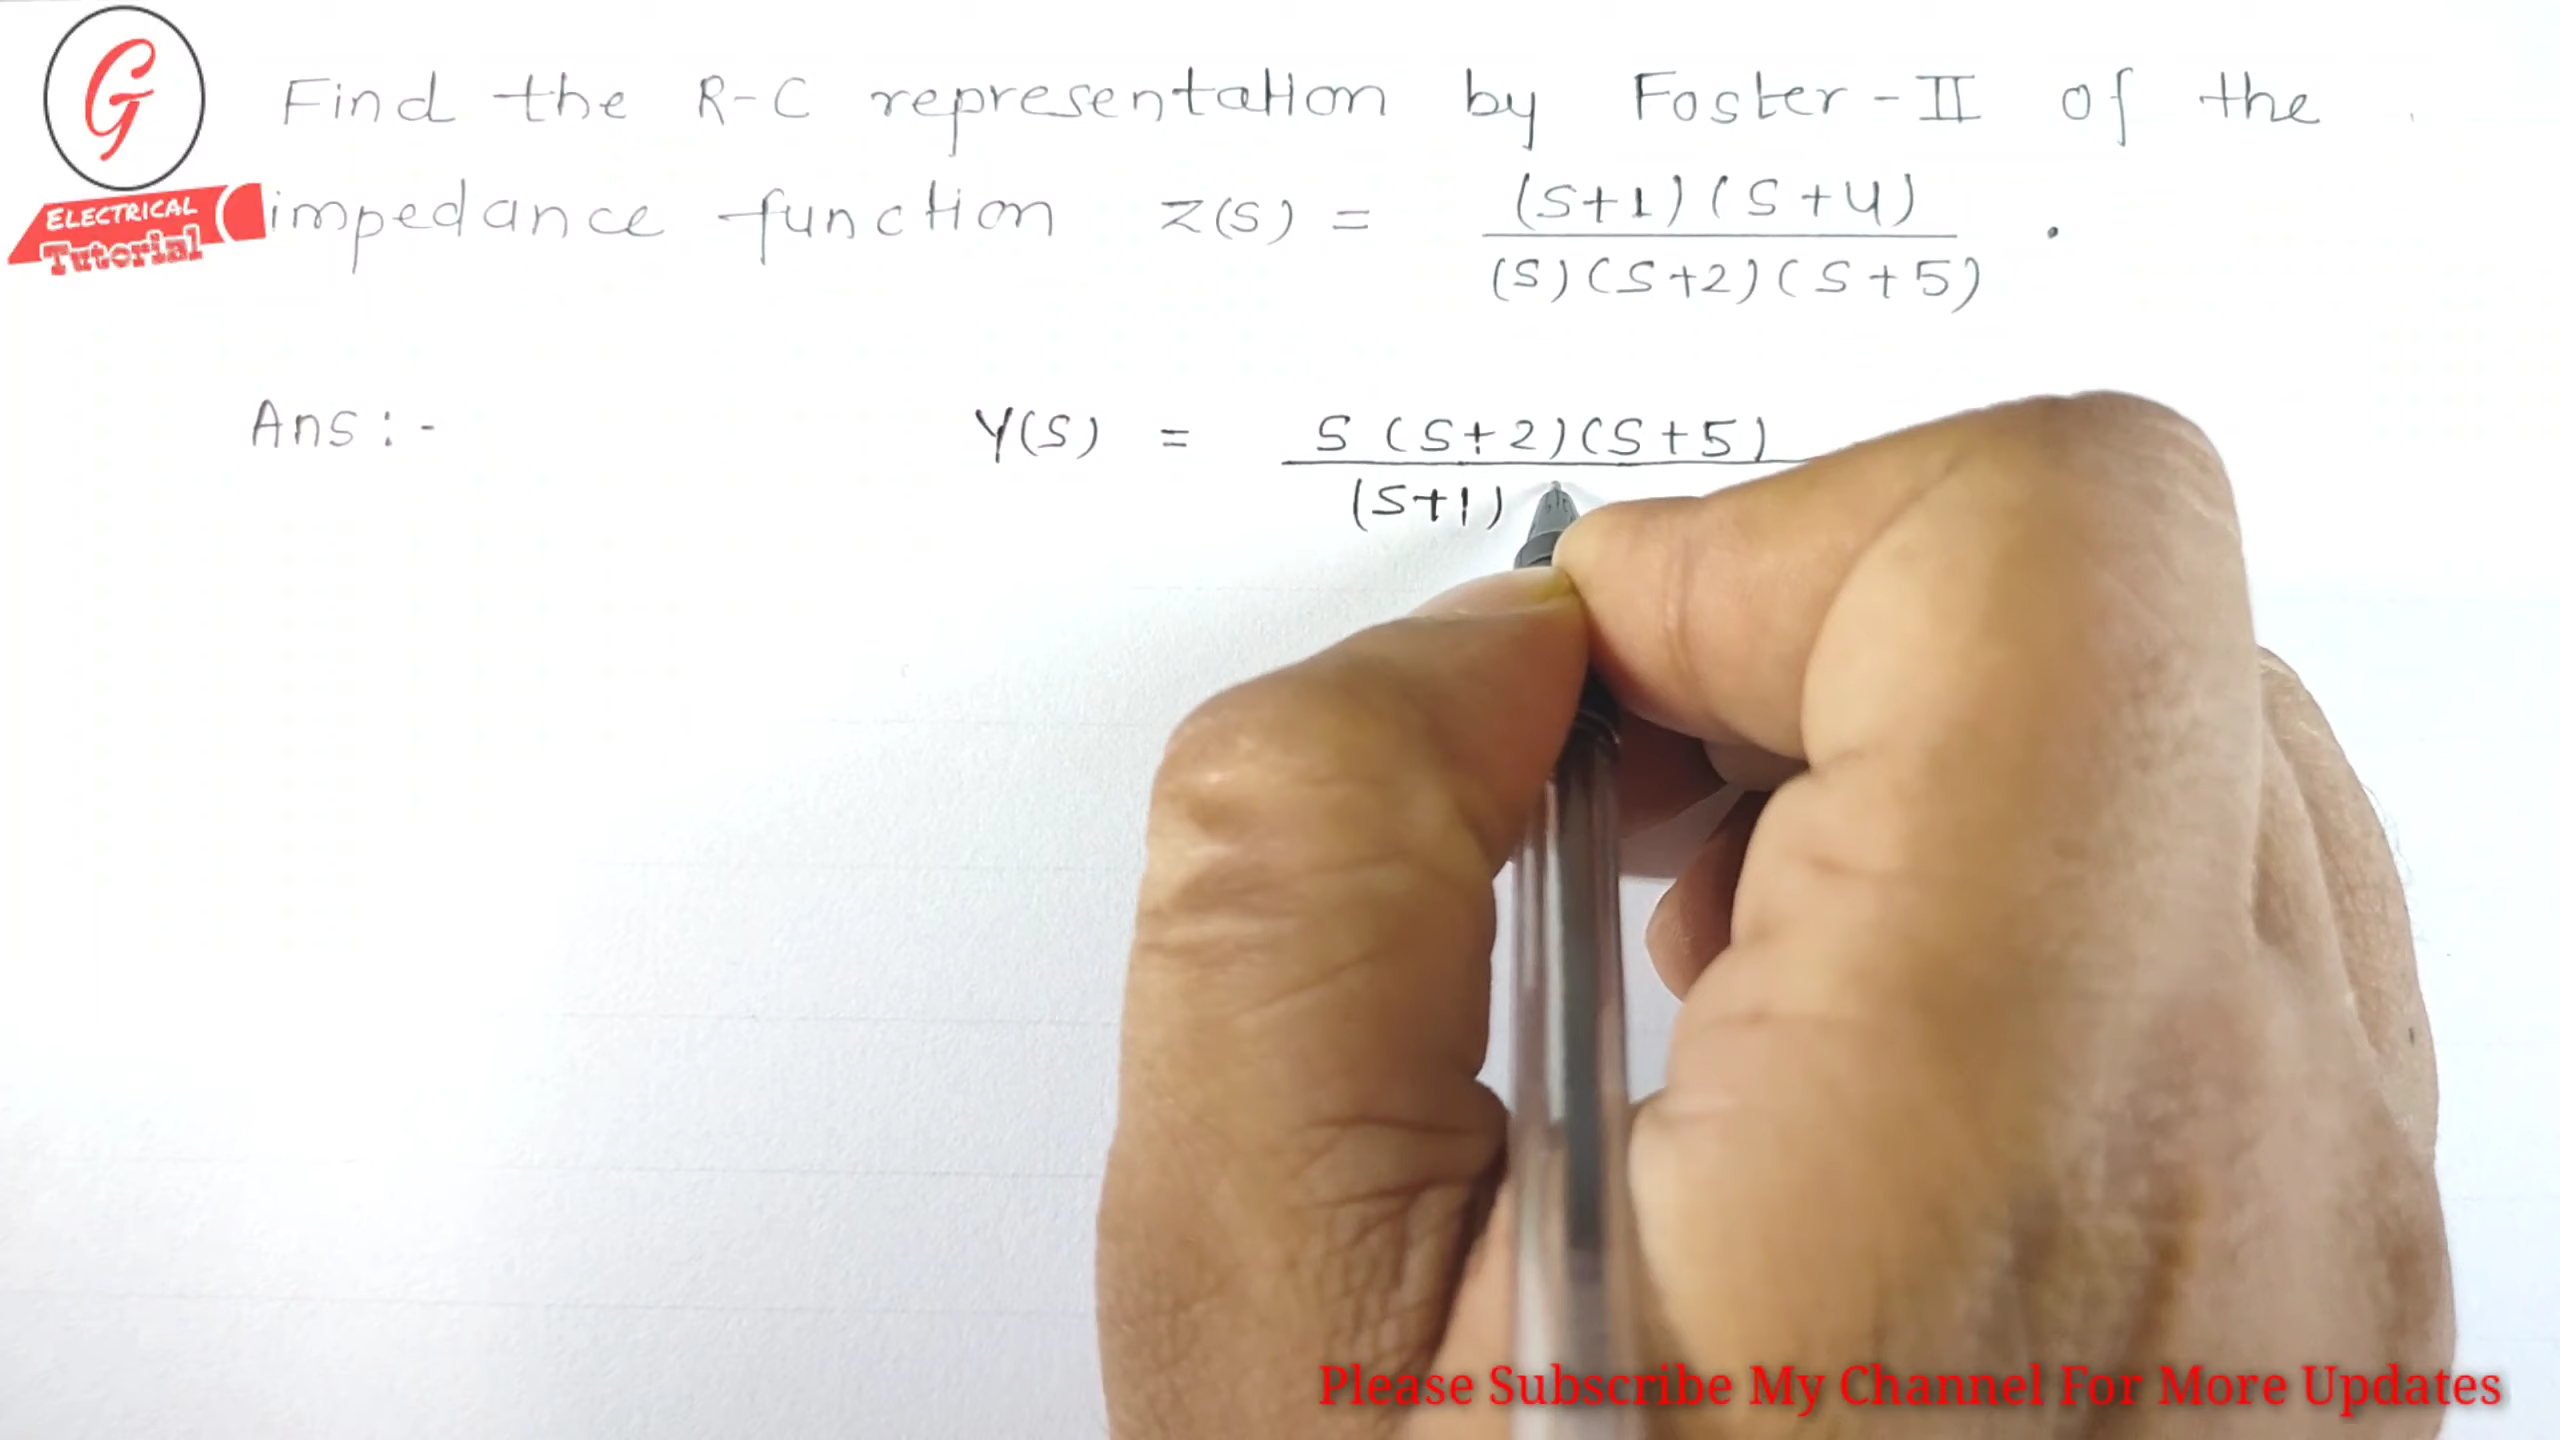 G
Find the R-C representation by Foster-II of the
ELECTRICAL
Tutorial
impedance function Z(S) = (S+1)(S+4)
(S)(S+2)(S+5) .
Ans:- Y(S) = S(S+2)(S+5)
(S+1)
Please Subscribe My Channel For More Updates